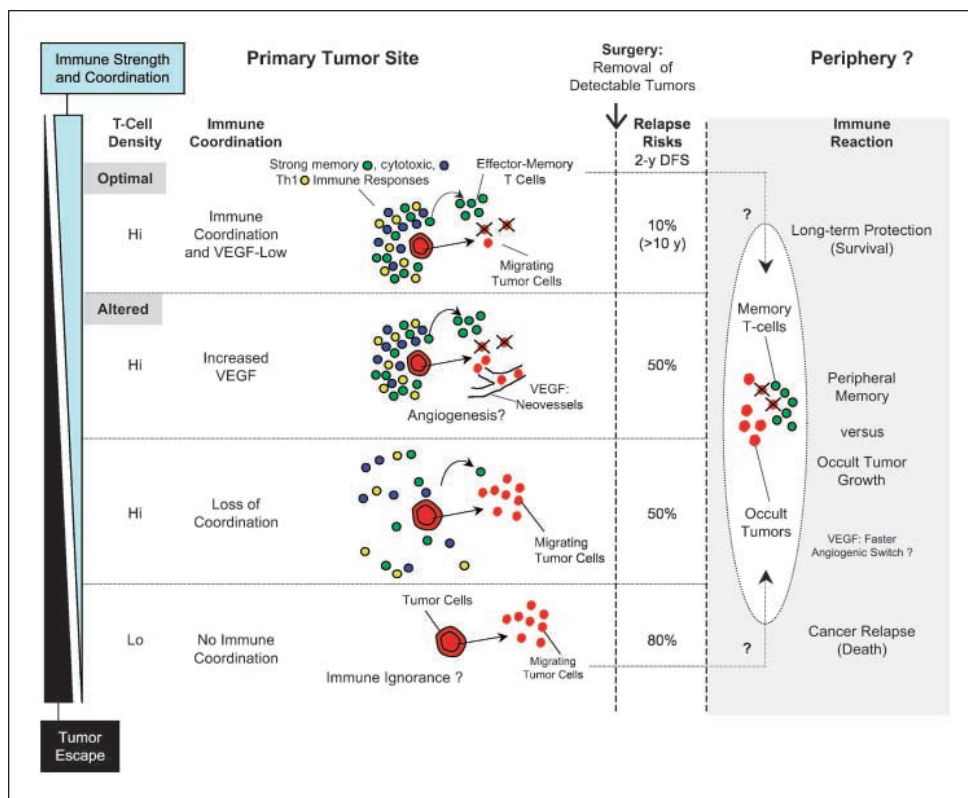 Immune Strength
and Coordination
Primary Tumor Site
Surgery:
Removal of
Detectable Tumors
Periphery ?
T-Cell
Density
Immune
Coordination
Relapse
Risks
2-y DFS
Immune
Reaction
Optimal
Strong memory , cytotoxic,
Th1 Immune Responses
Effector-Memory
T Cells
Hi
Immune
Coordination
and VEGF-Low
Migrating
Tumor Cells
10%
(>10 y)
?
Long-term Protection
(Survival)
Altered
Hi
Increased
VEGF
VEGF:
Neovessels
Angiogenesis?
50%
Memory
T-cells
Peripheral
Memory
versus
Occult Tumor
Growth
Hi
Loss of
Coordination
Migrating
Tumor Cells
50%
Occult
Tumors
VEGF: Faster
Angiogenic Switch ?
Lo
No Immune
Coordination
Tumor Cells
Immune Ignorance ?
Migrating
Tumor Cells
80%
?
Cancer Relapse
(Death)
Tumor
Escape